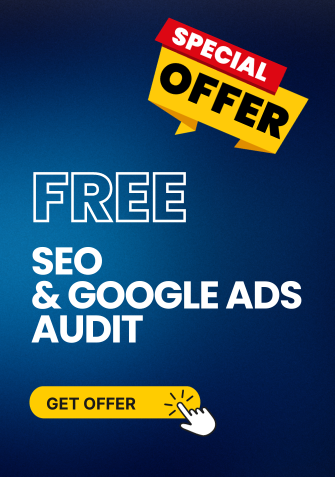 SPECIAL
OFFER
FREE
SEO
& GOOGLE ADS
AUDIT
GET OFFER